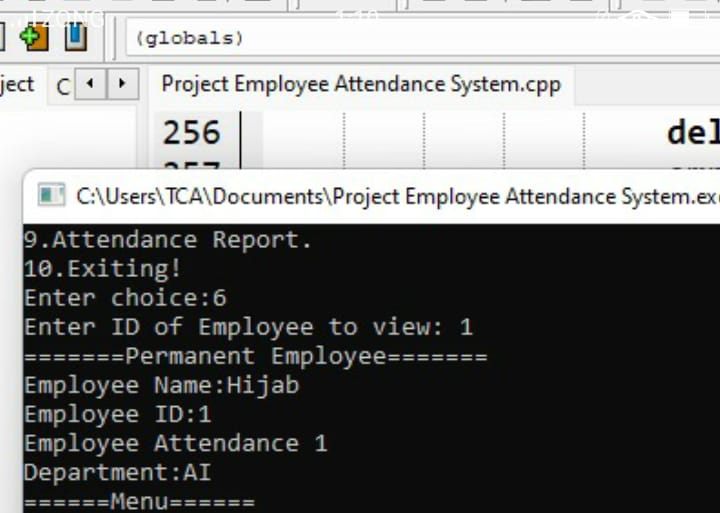 (globals)
ject C Project Employee Attendance System.cpp
256 del
257
C:\Users\TCA\Documents\Project Employee Attendance System.ex
9.Attendance Report.
10.Exiting!
Enter choice:6
Enter ID of Employee to view: 1
=======Permanent Employee=======
Employee Name:Hijab
Employee ID:1
Employee Attendance 1
Department:AI
======Menu======